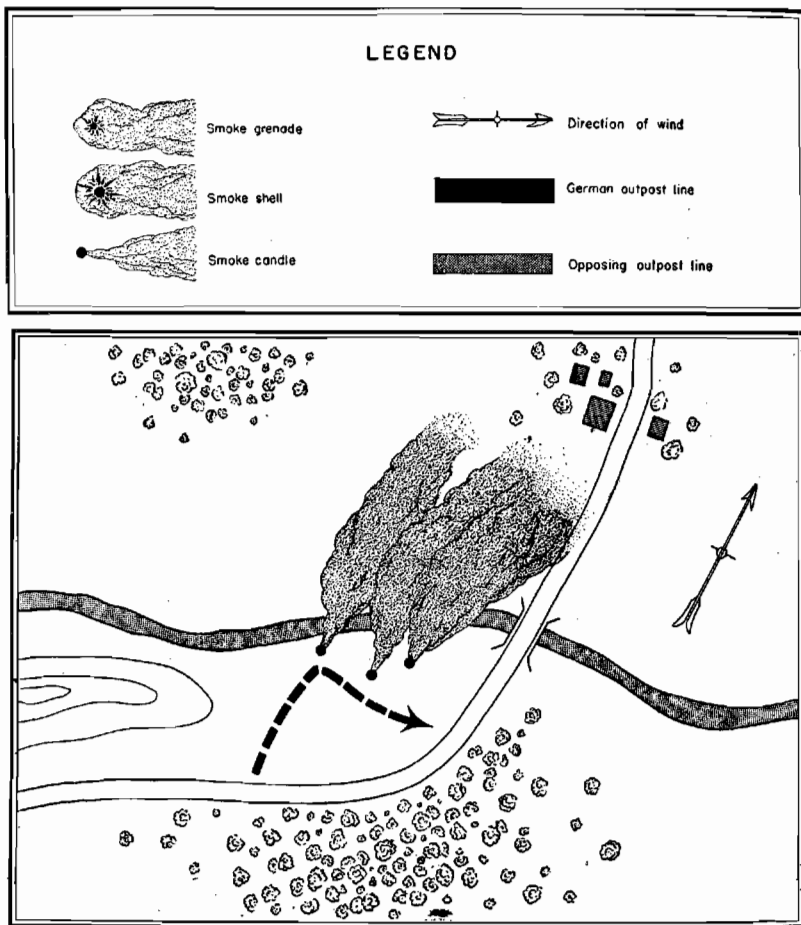 LEGEND
Smoke grenade
Smoke shell
Smoke candle
Direction of wind
German outpost line
Opposing outpost line